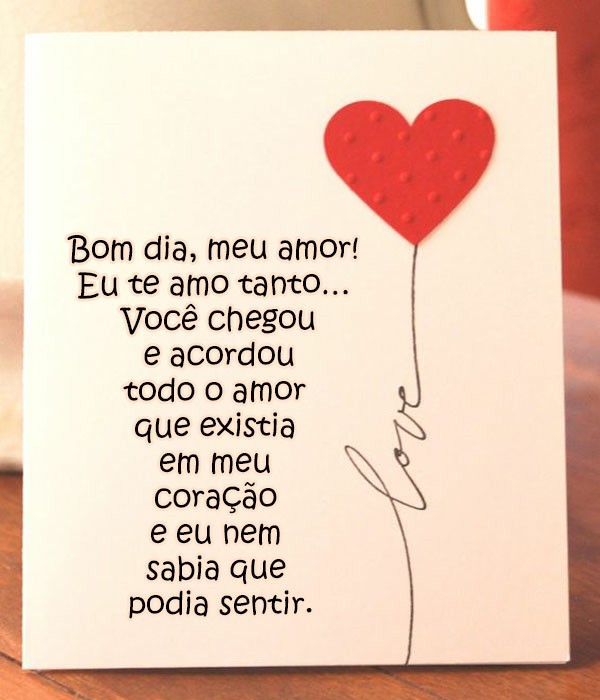 Bom dia, meu amor!
Eu te amo tanto...
Você chegou
e acordou
todo o amor
que existia
em meu
coração
e eu nem
sabia que
podia sentir.
love